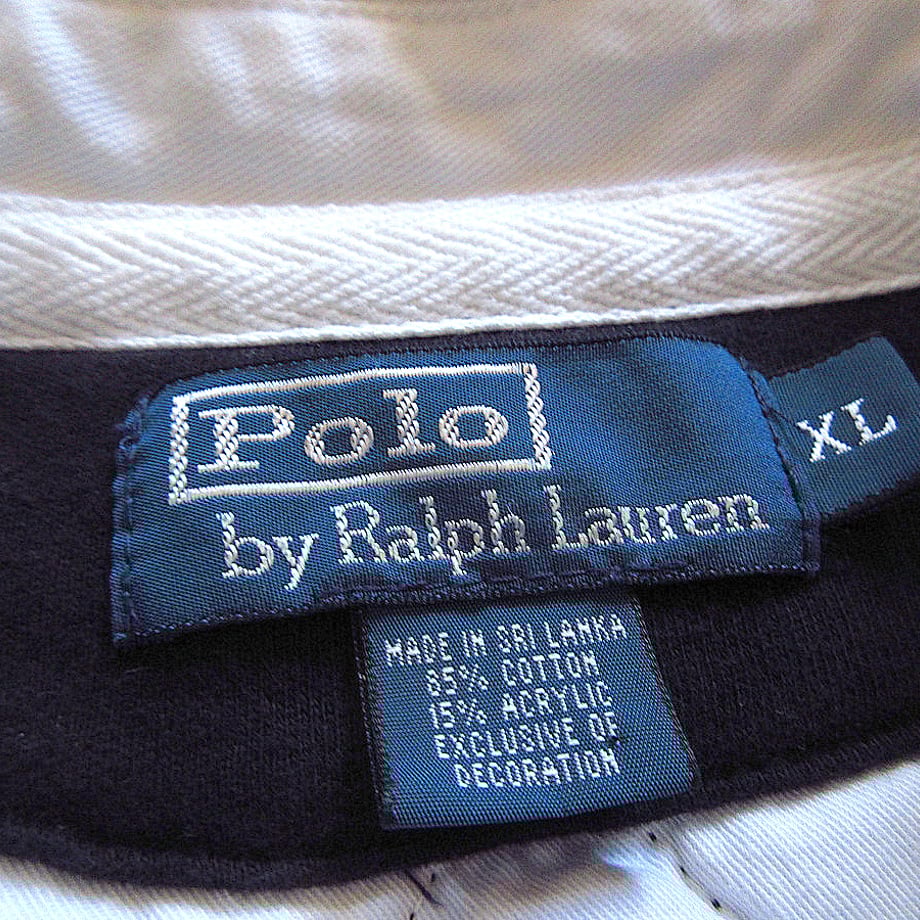 Polo
by Ralph Lauren
XL
MADE IN SRI LANKA
85% COTTON
15% ACRYLIC
EXCLUSIVE OF
DECORATION